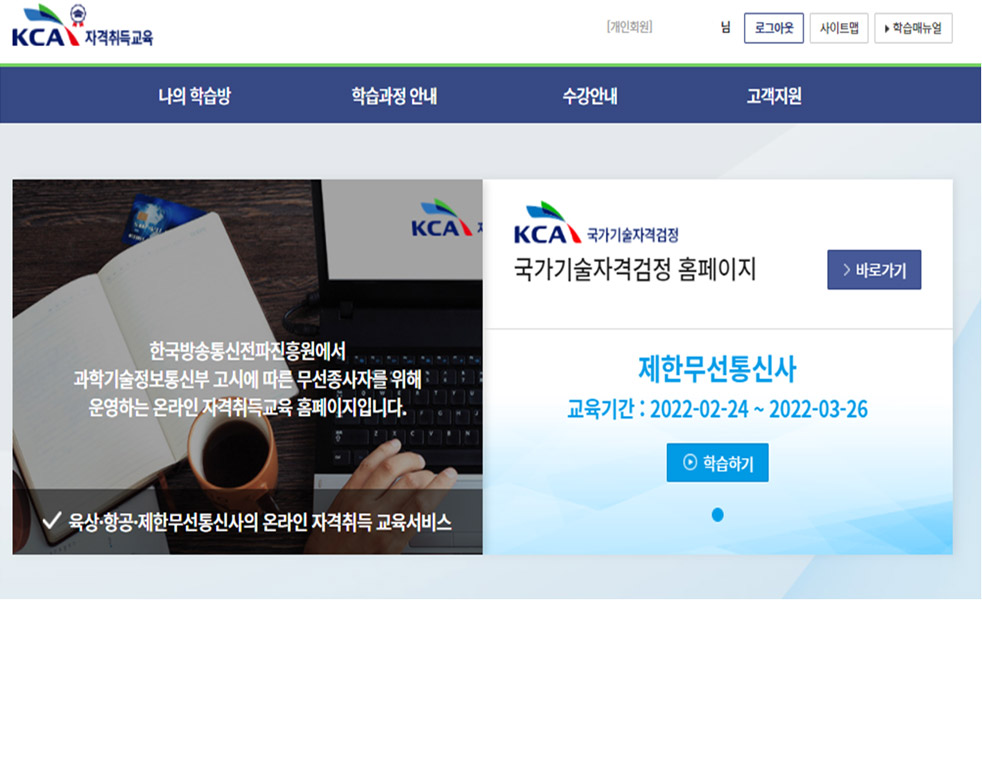 KCA 자격취득교육
[개인회원] 님 로그아웃 사이트맵 학습매뉴얼
나의 학습방 학습과정 안내 수강안내 고객지원
KCA 자
한국방송통신전파진흥원에서
과학기술정보통신부 고시에 따른 무선종사자를 위해
운영하는 온라인 자격취득교육 홈페이지입니다.
육상·항공·제한무선통신사의 온라인 자격취득 교육서비스
KCA 국가기술자격검정
국가기술자격검정 홈페이지
> 바로가기
제한무선통신사
교육기간 : 2022-02-24 ~ 2022-03-26
학습하기